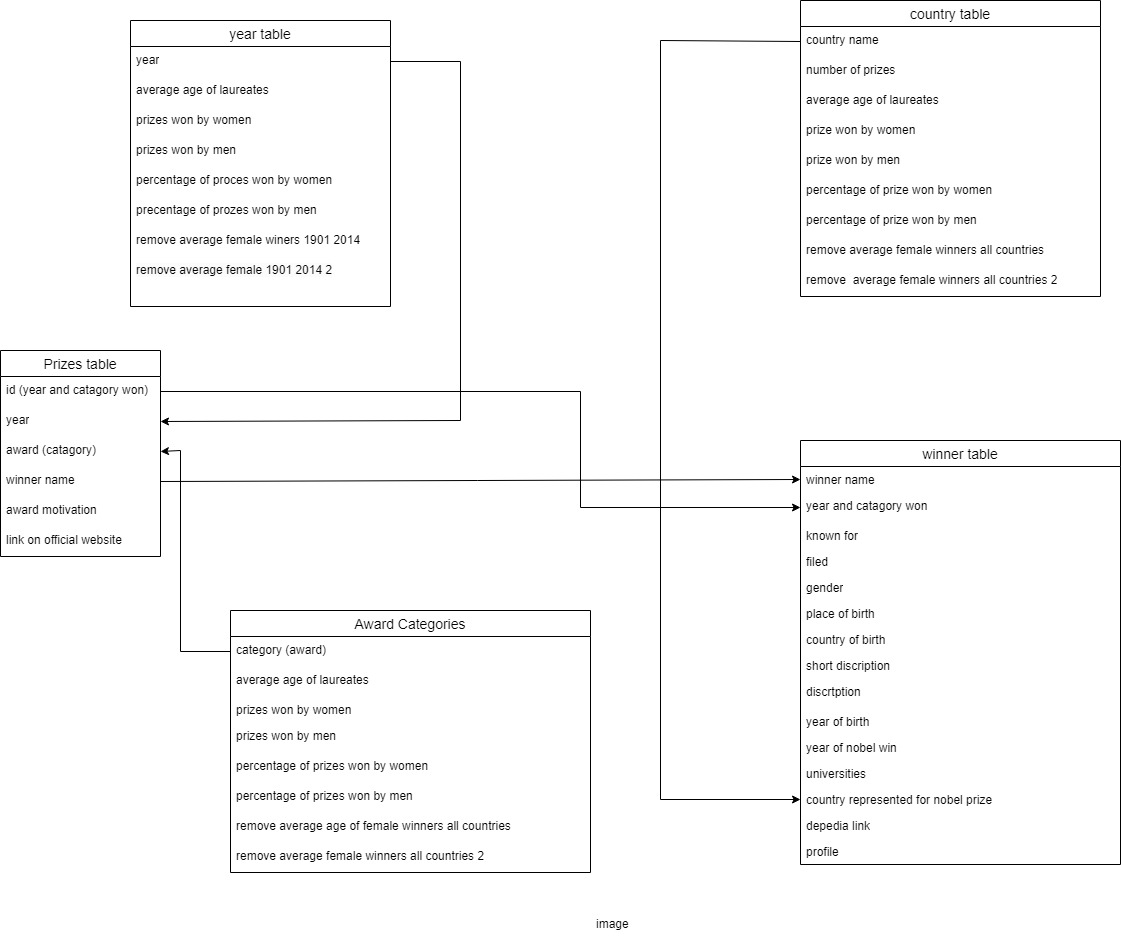 year table
year
average age of laureates
prizes won by women
prizes won by men
percentage of proces won by women
precentage of prozes won by men
remove average female winers 1901 2014
remove average female 1901 2014 2
country table
country name
number of prizes
average age of laureates
prize won by women
prize won by men
percentage of prize won by women
percentage of prize won by men
remove average female winners all countries
remove  average female winners all countries 2
Prizes table
id (year and catagory won)
year
award (catagory)
winner name
award motivation
link on official website
winner table
winner name
year and catagory won
known for
filed
gender
place of birth
country of birth
short discription
discrtption
year of birth
year of nobel win
universities
country represented for nobel prize
depedia link
profile
Award Categories
category (award)
average age of laureates
prizes won by women
prizes won by men
percentage of prizes won by women
percentage of prizes won by men
remove average age of female winners all countries
remove average female winners all countries 2
image